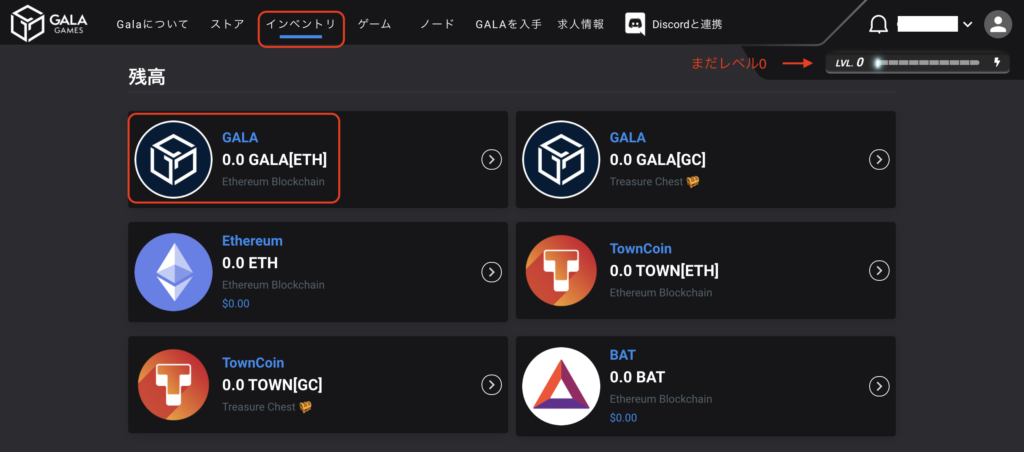 GALA
GAMES
Galaについて
ストア
インベントリ
ゲーム
ノード
GALAを入手
求人情報
Discordと連携
まだレベル0
LVL. 0
残高
GALA
0.0 GALA[ETH]
Ethereum Blockchain
GALA
0.0 GALA[GC]
Treasure Chest
Ethereum
0.0 ETH
Ethereum Blockchain
$0.00
TownCoin
0.0 TOWN[ETH]
Ethereum Blockchain
TownCoin
0.0 TOWN[GC]
Treasure Chest
BAT
0.0 BAT
Ethereum Blockchain
$0.00